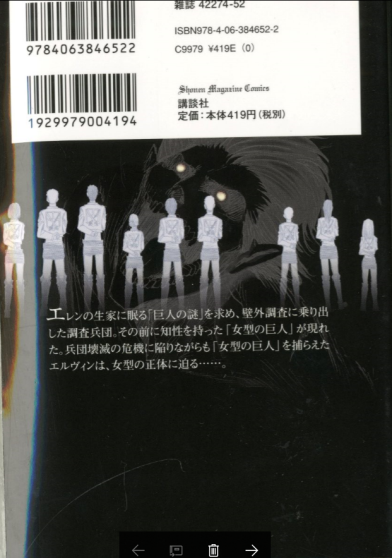 雑誌 42274-52
ISBN978-4-06-384652-2
9784063846522
C9979 ¥419E (0)
Shonen Magazine Comics
講談社
定価:本体419円(税別)
1929979004194
エレンの生家に眠る「巨人の謎」を求め、壁外調査に乗り出
した調査兵団。その前に知性を持った「女型の巨人」が現れ
た。兵団壊滅の危機に陥りながらも「女型の巨人」を捕らえた
エルヴィンは、女型の正体に迫る……。